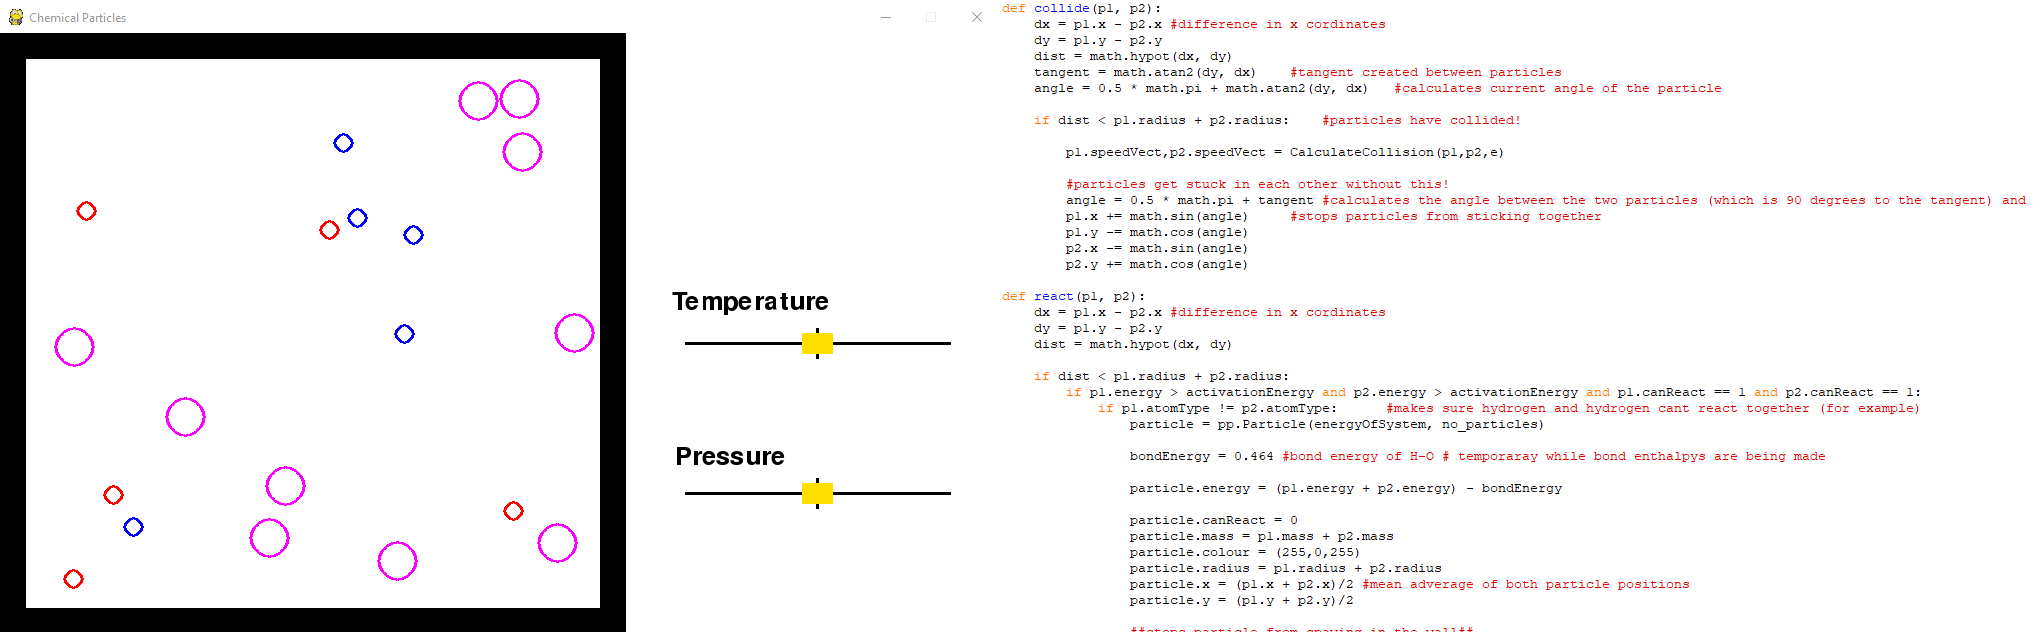 Chemical Particles
Temperature
Pressure
def collide(p1, p2):
    dx = p1.x - p2.x #difference in x cordinates
    dy = p1.y - p2.y
    dist = math.hypot(dx, dy)
    tangent = math.atan2(dy, dx)    #tangent created between particles
    angle = 0.5 * math.pi + math.atan2(dy, dx)   #calculates current angle of the particle
    if dist < p1.radius + p2.radius:    #particles have collided!
        p1.speedVect,p2.speedVect = CalculateCollision(p1,p2,e)
        #particles get stuck in each other without this!
        angle = 0.5 * math.pi + tangent #calculates the angle between the two particles (which is 90 degrees to the tangent) and
        p1.x += math.sin(angle)     #stops particles from sticking together
        p1.y -= math.cos(angle)
        p2.x -= math.sin(angle)
        p2.y += math.cos(angle)
def react(p1, p2):
    dx = p1.x - p2.x #difference in x cordinates
    dy = p1.y - p2.y
    dist = math.hypot(dx, dy)
    if dist < p1.radius + p2.radius:
        if p1.energy > activationEnergy and p2.energy > activationEnergy and p1.canReact == 1 and p2.canReact == 1:
            if p1.atomType != p2.atomType:      #makes sure hydrogen and hydrogen cant react together (for example)
                particle = pp.Particle(energyOfSystem, no_particles)
                bondEnergy = 0.464 #bond energy of H-O # temporaray while bond enthalpys are being made
                particle.energy = (p1.energy + p2.energy) - bondEnergy
                particle.canReact = 0
                particle.mass = p1.mass + p2.mass
                particle.colour = (255,0,255)
                particle.radius = p1.radius + p2.radius
                particle.x = (p1.x + p2.x)/2 #mean adverage of both particle positions
                particle.y = (p1.y + p2.y)/2